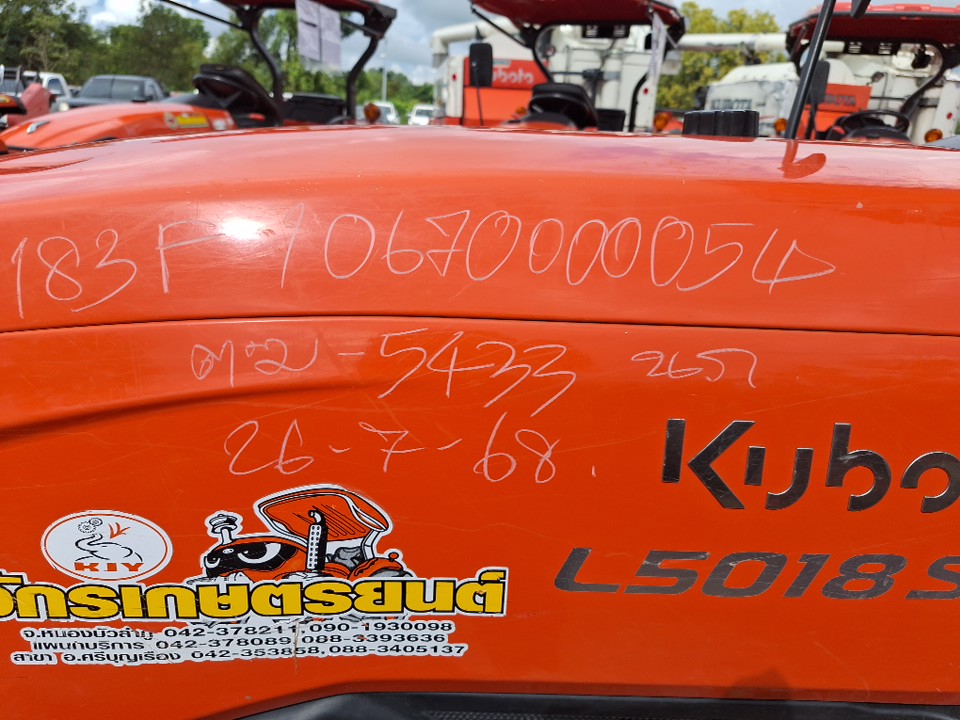 Kubota
183F 1067000054
ตรม -5433 2657
26-7-68.
Kubo
L5018S
KIY
จักรเกษตรยนต์
จ.หนองบัวลำภู 042-378211,090-1930098
แผนกบริการ 042-378089,088-3393636
สาขา อ.ศรีบุญเรือง 042-353858,088-3405137